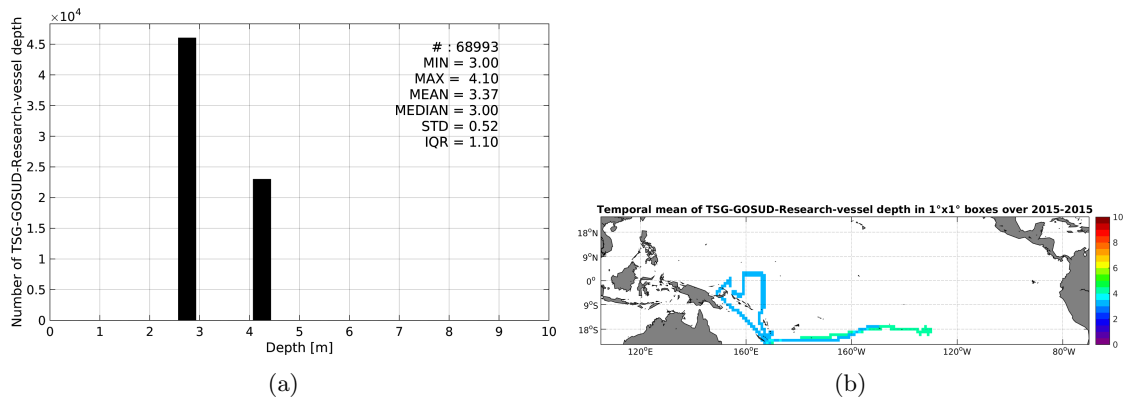 ×10⁴
4.5
4
3.5
3
2.5
2
1.5
1
0.5
0
Number of TSG-GOSUD-Research-vessel depth
# : 68993
MIN = 3.00
MAX = 4.10
MEAN = 3.37
MEDIAN = 3.00
STD = 0.52
IQR = 1.10
0 1 2 3 4 5 6 7 8 9 10
Depth [m]
(a)
Temporal mean of TSG-GOSUD-Research-vessel depth in 1°x1° boxes over 2015-2015
18°N
9°N
0°
9°S
18°S
120°E 160°E 160°W 120°W 80°W
10
8
6
4
2
0
(b)